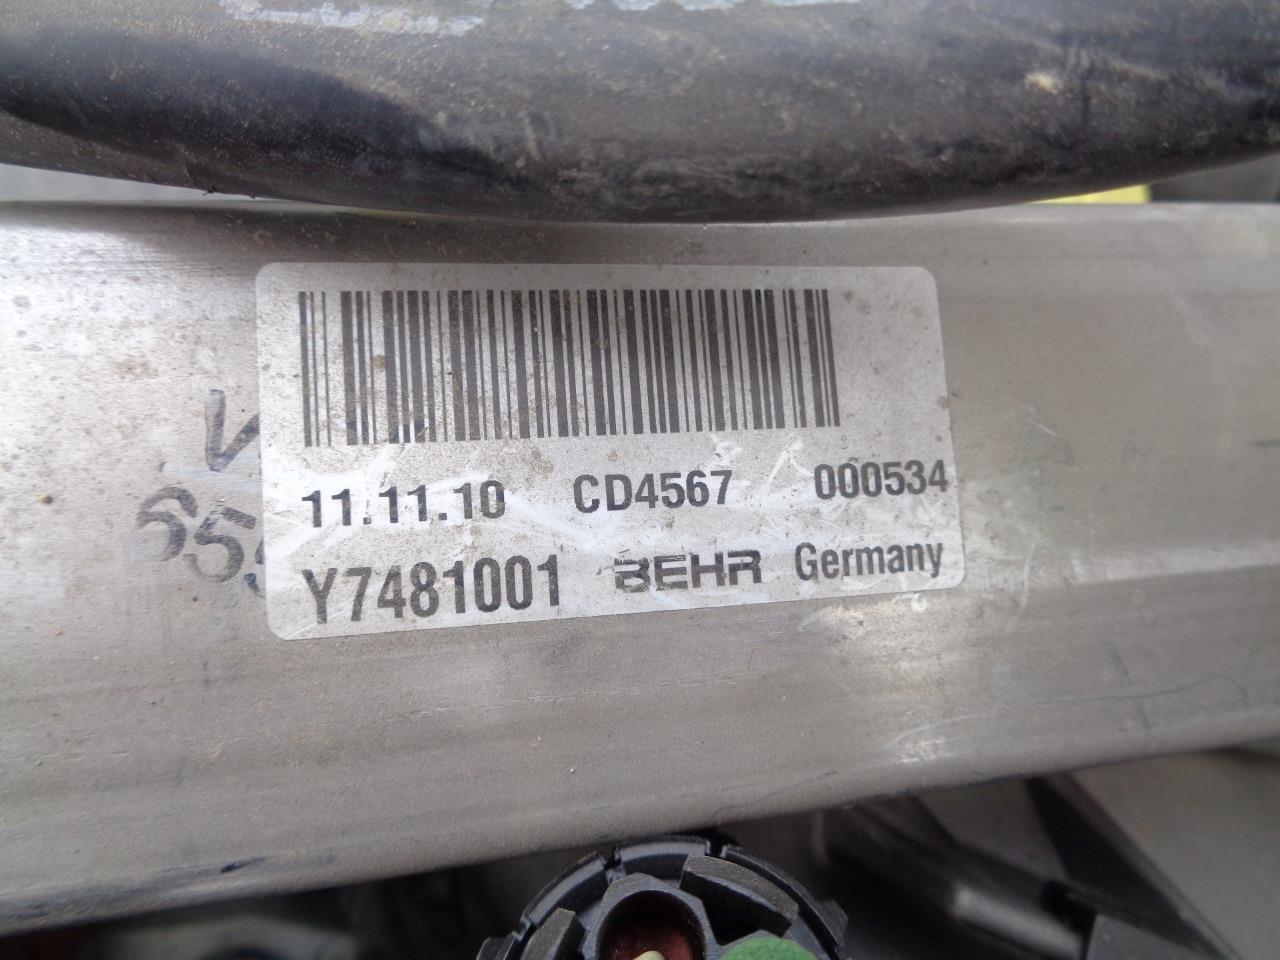 11.11.10 CD4567 000534
Y7481001 BEHR Germany